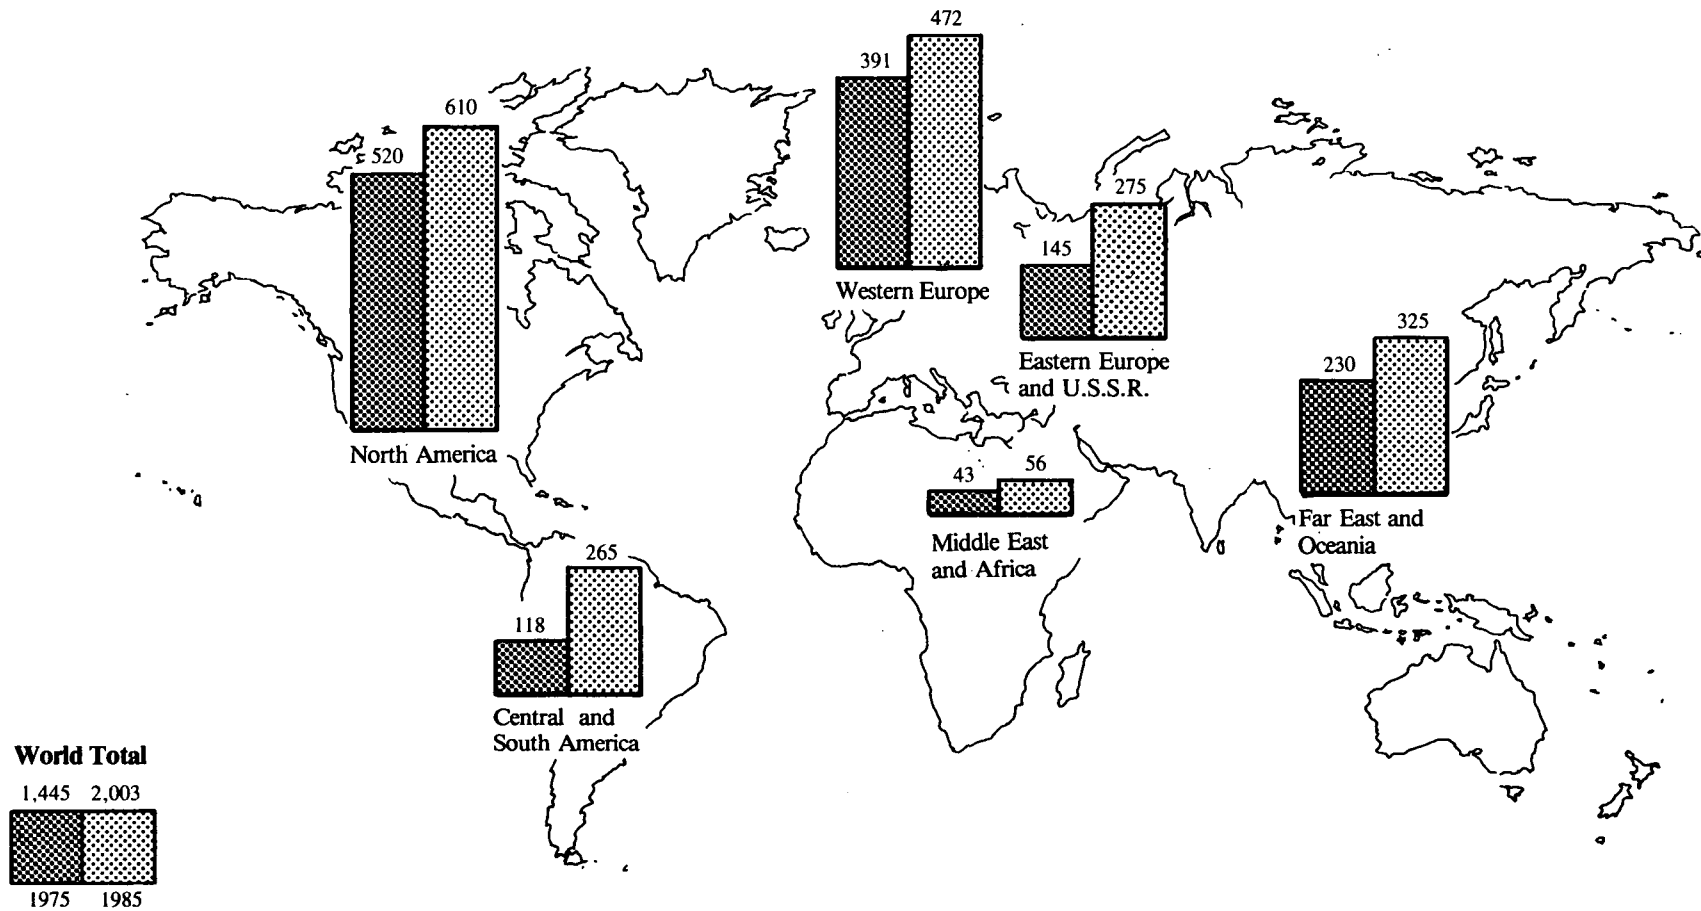 472
391
610
520
275
145
Western Europe
325
230
Eastern Europe
and U.S.S.R.
North America
43 56
Far East and
Oceania
Middle East
and Africa
265
118
Central and
South America
World Total
1,445 2,003
1975 1985